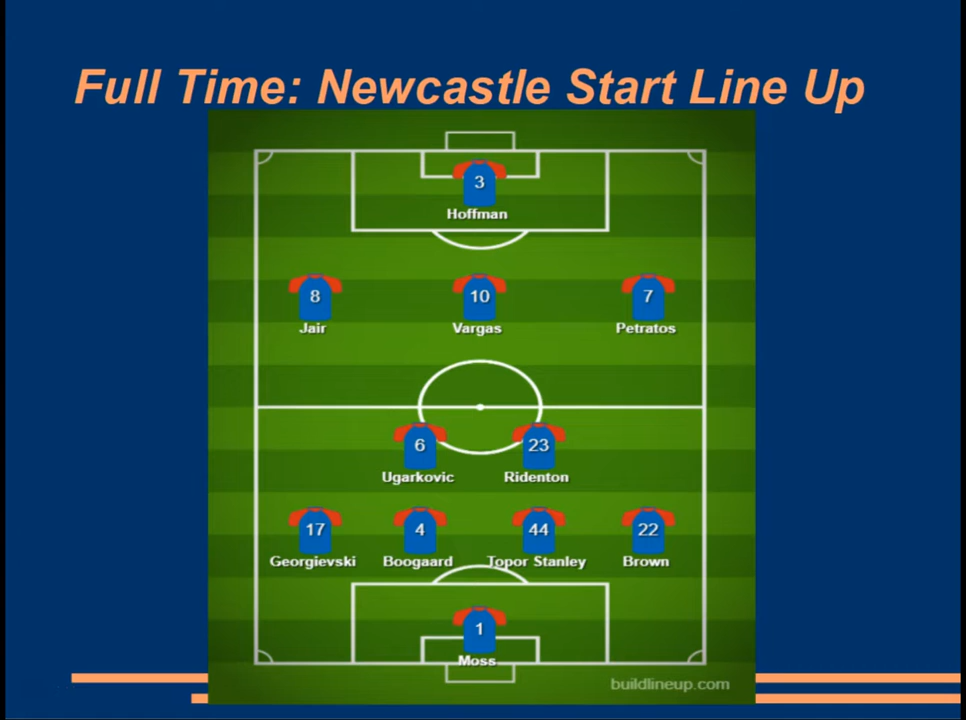 Full Time: Newcastle Start Line Up
3
Hoffman
8 10 7
Jair Vargas Petratos
6 23
Ugarkovic Ridenton
17 4 44 22
Georgievski Boogaard Topor Stanley Brown
1
Moss
buildlineup.com